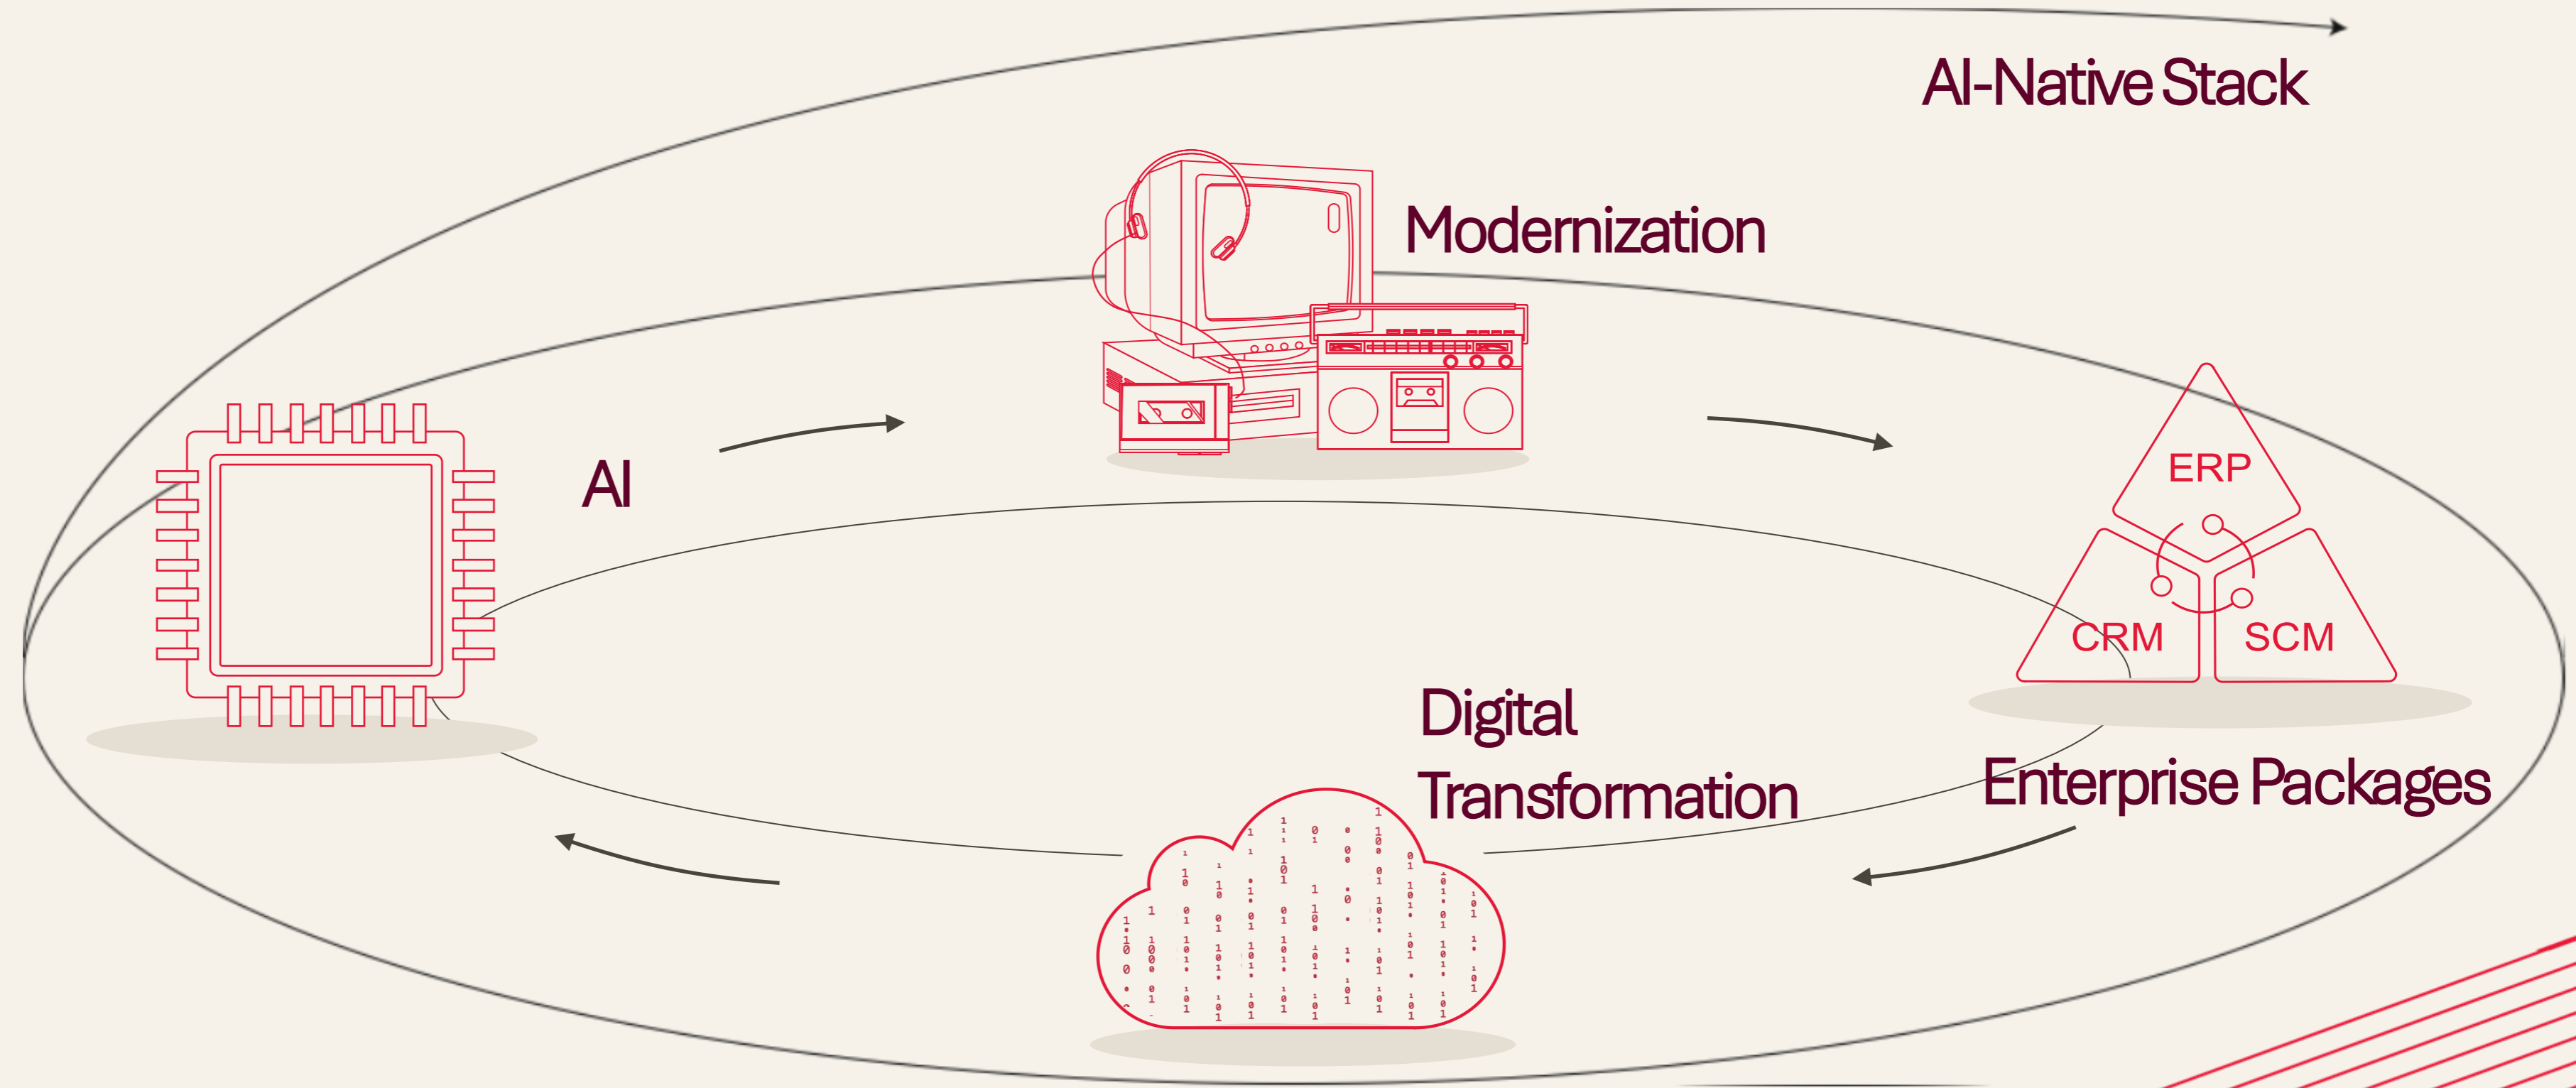 AI-Native Stack
Modernization
AI
ERP
CRM
SCM
Digital
Transformation
Enterprise Packages